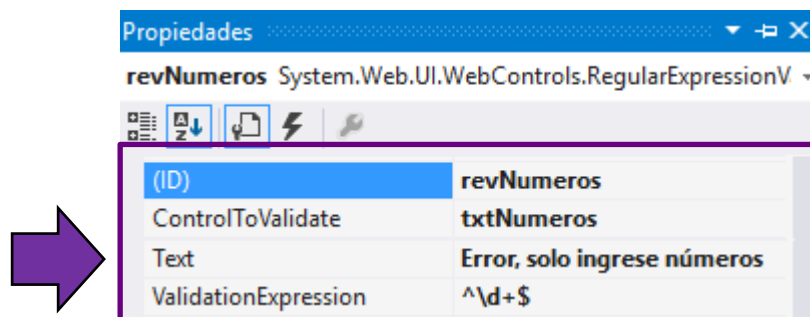 Propiedades
revNumeros System.Web.UI.WebControls.RegularExpressionV
(ID) revNumeros
ControlToValidate txtNumeros
Text Error, solo ingrese números
ValidationExpression ^\d+$